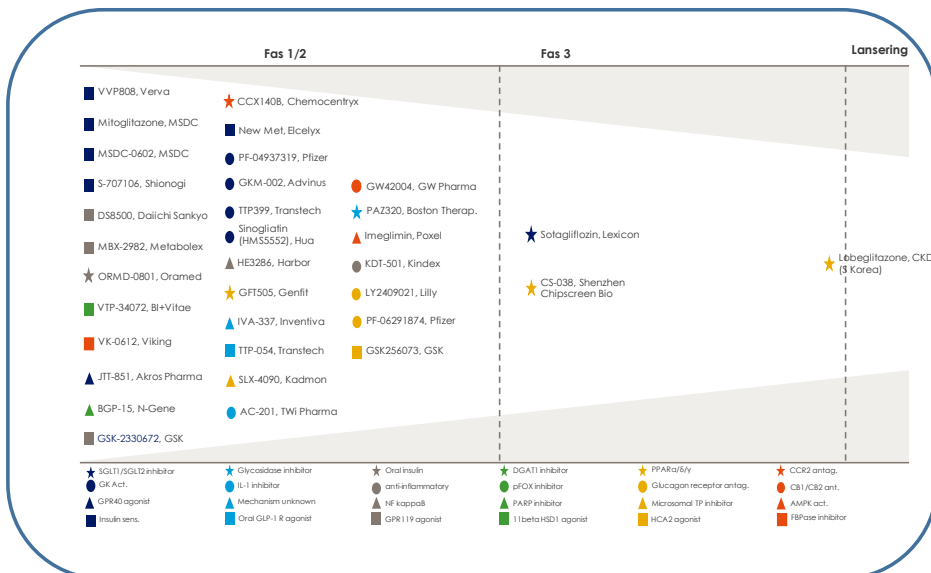 Fas 1/2
Fas 3
Lansering
VVP808, Verva
Mitoglitazone, MSDC
MSDC-0602, MSDC
S-707106, Shionogi
DS8500, Daiichi Sankyo
MBX-2982, Metabolex
ORMD-0801, Oramed
VTP-34072, BI+Vitae
VK-0612, Viking
JTT-851, Akros Pharma
BGP-15, N-Gene
GSK-2330672, GSK
CCX140B, Chemocentryx
New Met, Elcelyx
PF-04937319, Pfizer
GKM-002, Advinus
TTP399, Transtech
Sinogliatin
(HMS5552), Hua
HE3286, Harbor
GFT505, Genfit
IVA-337, Inventiva
TTP-054, Transtech
SLX-4090, Kadmon
AC-201, TWi Pharma
GW42004, GW Pharma
PAZ320, Boston Therap.
Imeglimin, Poxel
KDT-501, Kindex
LY2409021, Lilly
PF-06291874, Pfizer
GSK256073, GSK
Sotagliflozin, Lexicon
CS-038, Shenzhen
Chipscreen Bio
Lobeglitazone, CKD
(S Korea)
SGLT1/SGLT2 inhibitor
GK Act.
GPR40 agonist
Insulin sens.
Glycosidase inhibitor
IL-1 inhibitor
Mechanism unknown
Oral GLP-1 R agonist
Oral insulin
anti-inflammatory
NF kappaB
GPR119 agonist
DGAT1 inhibitor
pFOX inhibitor
PARP inhibitor
11beta HSD1 agonist
PPARα/δ/γ
Glucagon receptor antag.
Microsomal TP inhibitor
HCA2 agonist
CCR2 antag.
CB1/CB2 ant.
AMPK act.
FBPase inhibitor